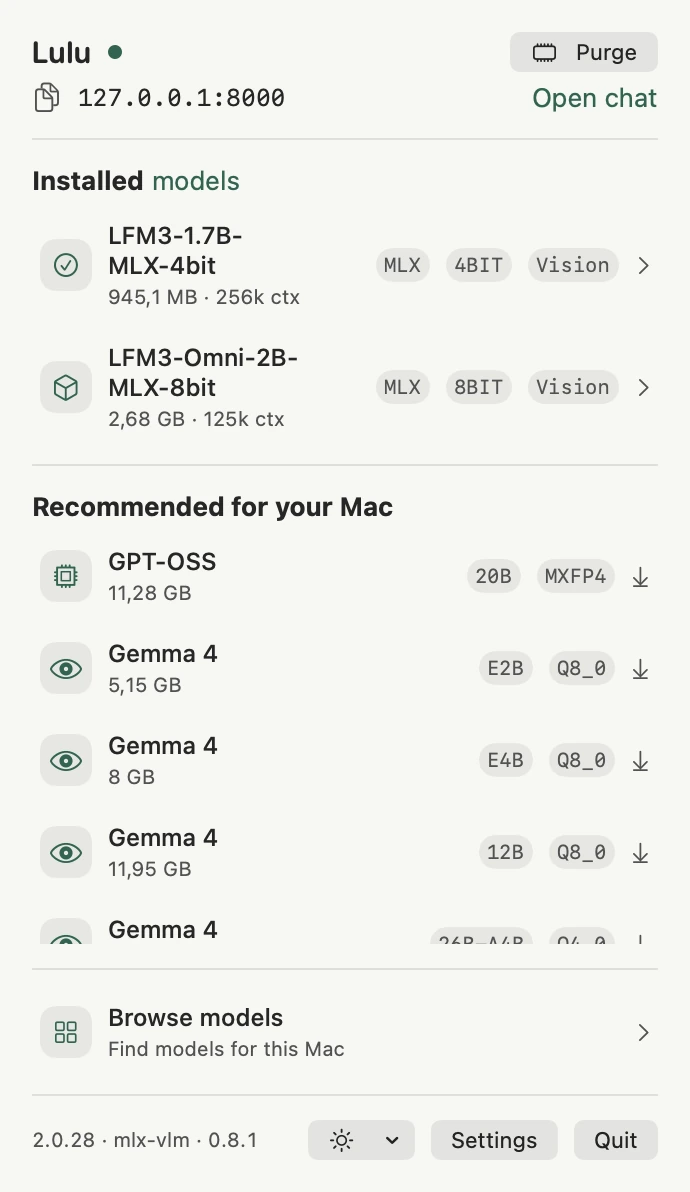 Lulu
Purge
127.0.0.1:8000
Open chat
Installed models
LFM3-1.7B-
MLX-4bit
945,1 MB · 256k ctx
MLX
4BIT
Vision
LFM3-Omni-2B-
MLX-8bit
2,68 GB · 125k ctx
MLX
8BIT
Vision
Recommended for your Mac
GPT-OSS
11,28 GB
20B
MXFP4
Gemma 4
5,15 GB
E2B
Q8_0
Gemma 4
8 GB
E4B
Q8_0
Gemma 4
11,95 GB
12B
Q8_0
Gemma 4
26B-A4B
Q4_0
Browse models
Find models for this Mac
2.0.28 · mlx-vlm · 0.8.1
Settings
Quit